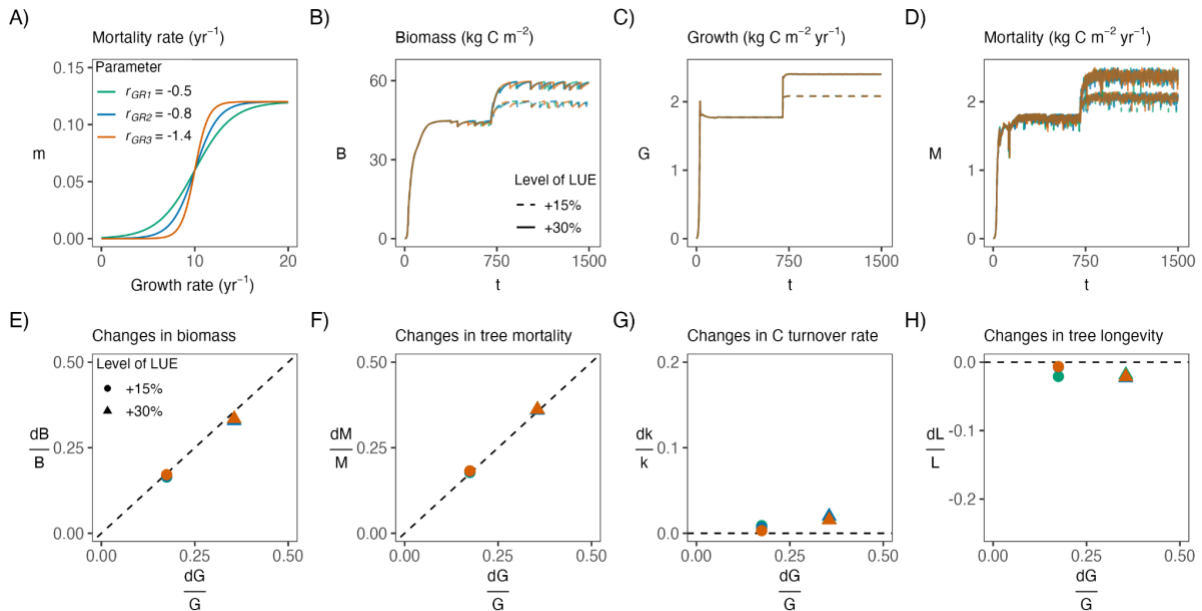 A)
Mortality rate (yr⁻¹)
Parameter
r_GR1 = -0.5
r_GR2 = -0.8
r_GR3 = -1.4
m
0.15
0.10
0.05
0.00
0 10 20
Growth rate (yr⁻¹)
B)
Biomass (kg C m⁻²)
B
60
30
0
Level of LUE
+15%
+30%
0 750 1500
t
C)
Growth (kg C m⁻² yr⁻¹)
G
2
1
0
0 750 1500
t
D)
Mortality (kg C m⁻² yr⁻¹)
M
2
1
0
0 750 1500
t
E)
Changes in biomass
Level of LUE
+15%
+30%
dB
B
0.50
0.25
0.00
0.00 0.25 0.50
dG
G
F)
Changes in tree mortality
dM
M
0.50
0.25
0.00
0.00 0.25 0.50
dG
G
G)
Changes in C turnover rate
dk
k
0.2
0.1
0.0
0.00 0.25 0.50
dG
G
H)
Changes in tree longevity
dL
L
0.0
-0.1
-0.2
0.00 0.25 0.50
dG
G